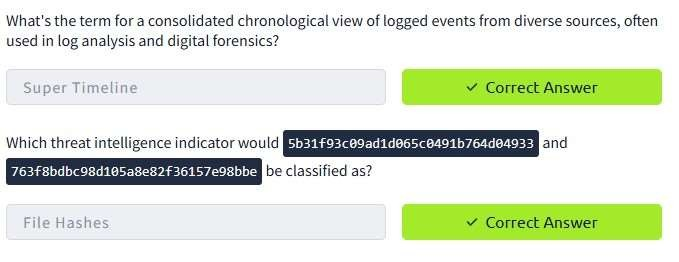 What's the term for a consolidated chronological view of logged events from diverse sources, often
used in log analysis and digital forensics?
Super Timeline
✓ Correct Answer
Which threat intelligence indicator would 5b31f93c09ad1d065c0491b764d04933 and
763f8bdbc98d105a8e82f36157e98bbe be classified as?
File Hashes
✓ Correct Answer